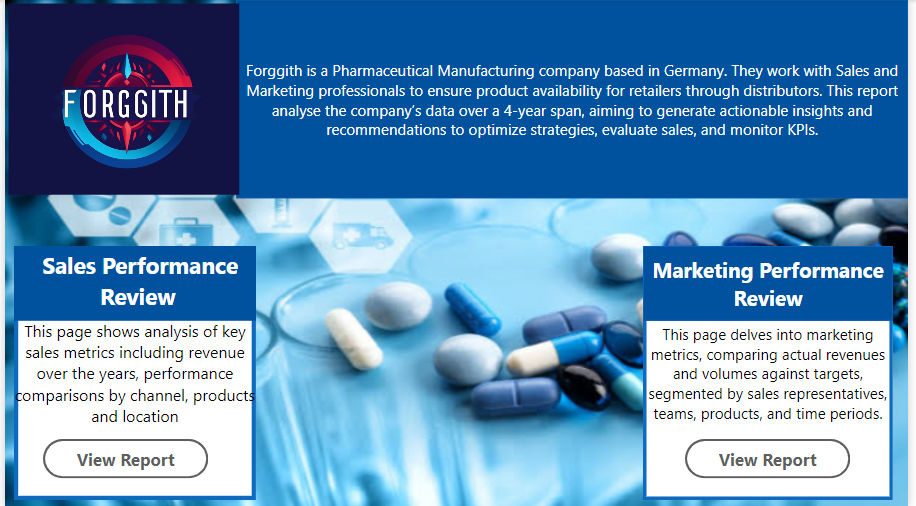 FORGGITH
Forggith is a Pharmaceutical Manufacturing company based in Germany. They work with Sales and
Marketing professionals to ensure product availability for retailers through distributors. This report
analyse the company's data over a 4-year span, aiming to generate actionable insights and
recommendations to optimize strategies, evaluate sales, and monitor KPIs.
Sales Performance
Review
This page shows analysis of key
sales metrics including revenue
over the years, performance
comparisons by channel, products
and location
View Report
Marketing Performance
Review
This page delves into marketing
metrics, comparing actual revenues
and volumes against targets,
segmented by sales representatives,
teams, products, and time periods.
View Report